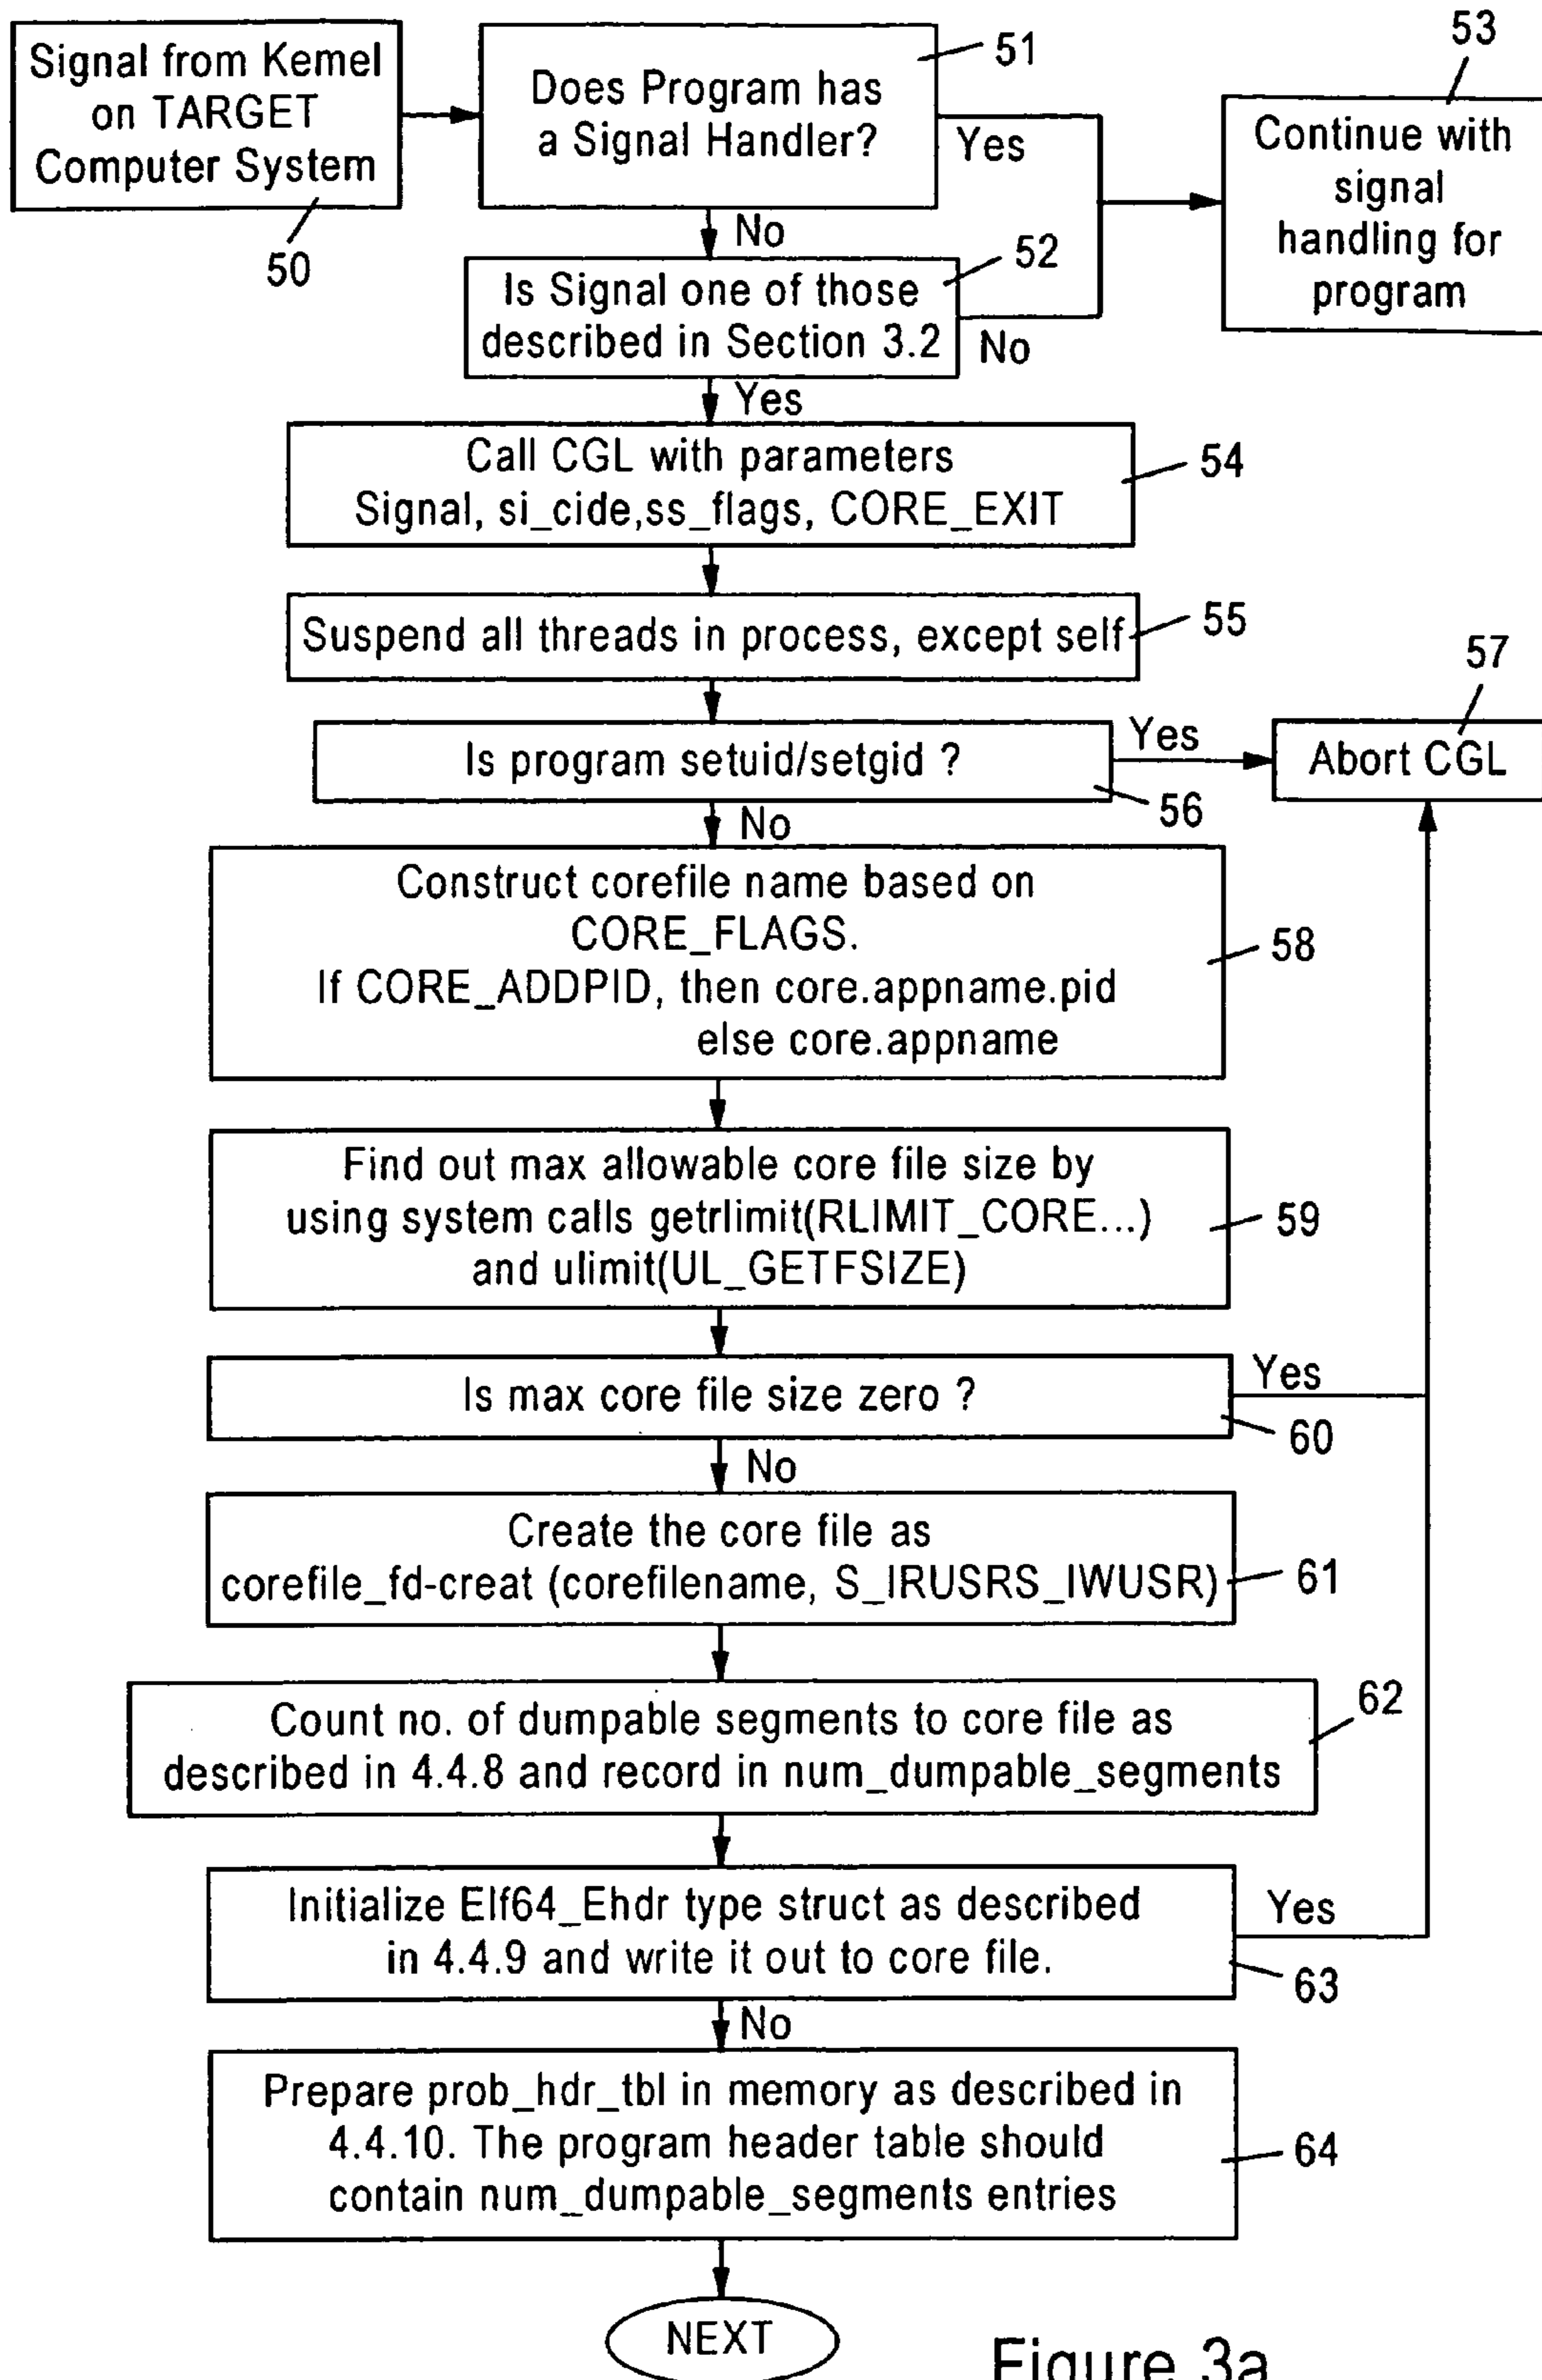 Signal from Kernel
on TARGET
Computer System
50
Does Program has
a Signal Handler?
51
Yes
No
53
Continue with
signal
handling for
program
Is Signal one of those
described in Section 3.2
52
No
Yes
Call CGL with parameters
Signal, si_cide,ss_flags, CORE_EXIT
54
Suspend all threads in process, except self
55
Is program setuid/setgid ?
Yes
56
57
Abort CGL
No
Construct corefile name based on
CORE_FLAGS.
If CORE_ADDPID, then core.appname.pid
else core.appname
58
Find out max allowable core file size by
using system calls getrlimit(RLIMIT_CORE...)
and ulimit(UL_GETFSIZE)
59
Is max core file size zero ?
Yes
60
No
Create the core file as
corefile_fd-creat (corefilename, S_IRUSRS_IWUSR)
61
Count no. of dumpable segments to core file as
described in 4.4.8 and record in num_dumpable_segments
62
Initialize Elf64_Ehdr type struct as described
in 4.4.9 and write it out to core file.
Yes
63
No
Prepare prob_hdr_tbl in memory as described in
4.4.10. The program header table should
contain num_dumpable_segments entries
64
NEXT
Figure 3a